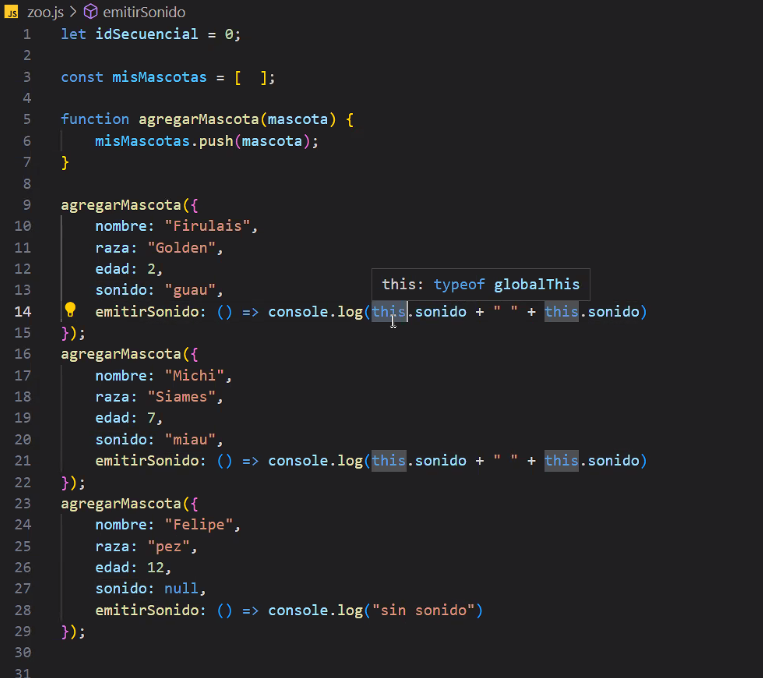 JS zoo.js > emitirSonido
1 let idSecuencial = 0;
2
3 const misMascotas = [  ];
4
5 function agregarMascota(mascota) {
6 misMascotas.push(mascota);
7 }
8
9 agregarMascota({
10 nombre: "Firulais",
11 raza: "Golden",
12 edad: 2,
this: typeof globalThis
13 sonido: "guau",
14 emitirSonido: () => console.log(this.sonido + " " + this.sonido)
15 });
16 agregarMascota({
17 nombre: "Michi",
18 raza: "Siames",
19 edad: 7,
20 sonido: "miau",
21 emitirSonido: () => console.log(this.sonido + " " + this.sonido)
22 });
23 agregarMascota({
24 nombre: "Felipe",
25 raza: "pez",
26 edad: 12,
27 sonido: null,
28 emitirSonido: () => console.log("sin sonido")
29 });
30
31